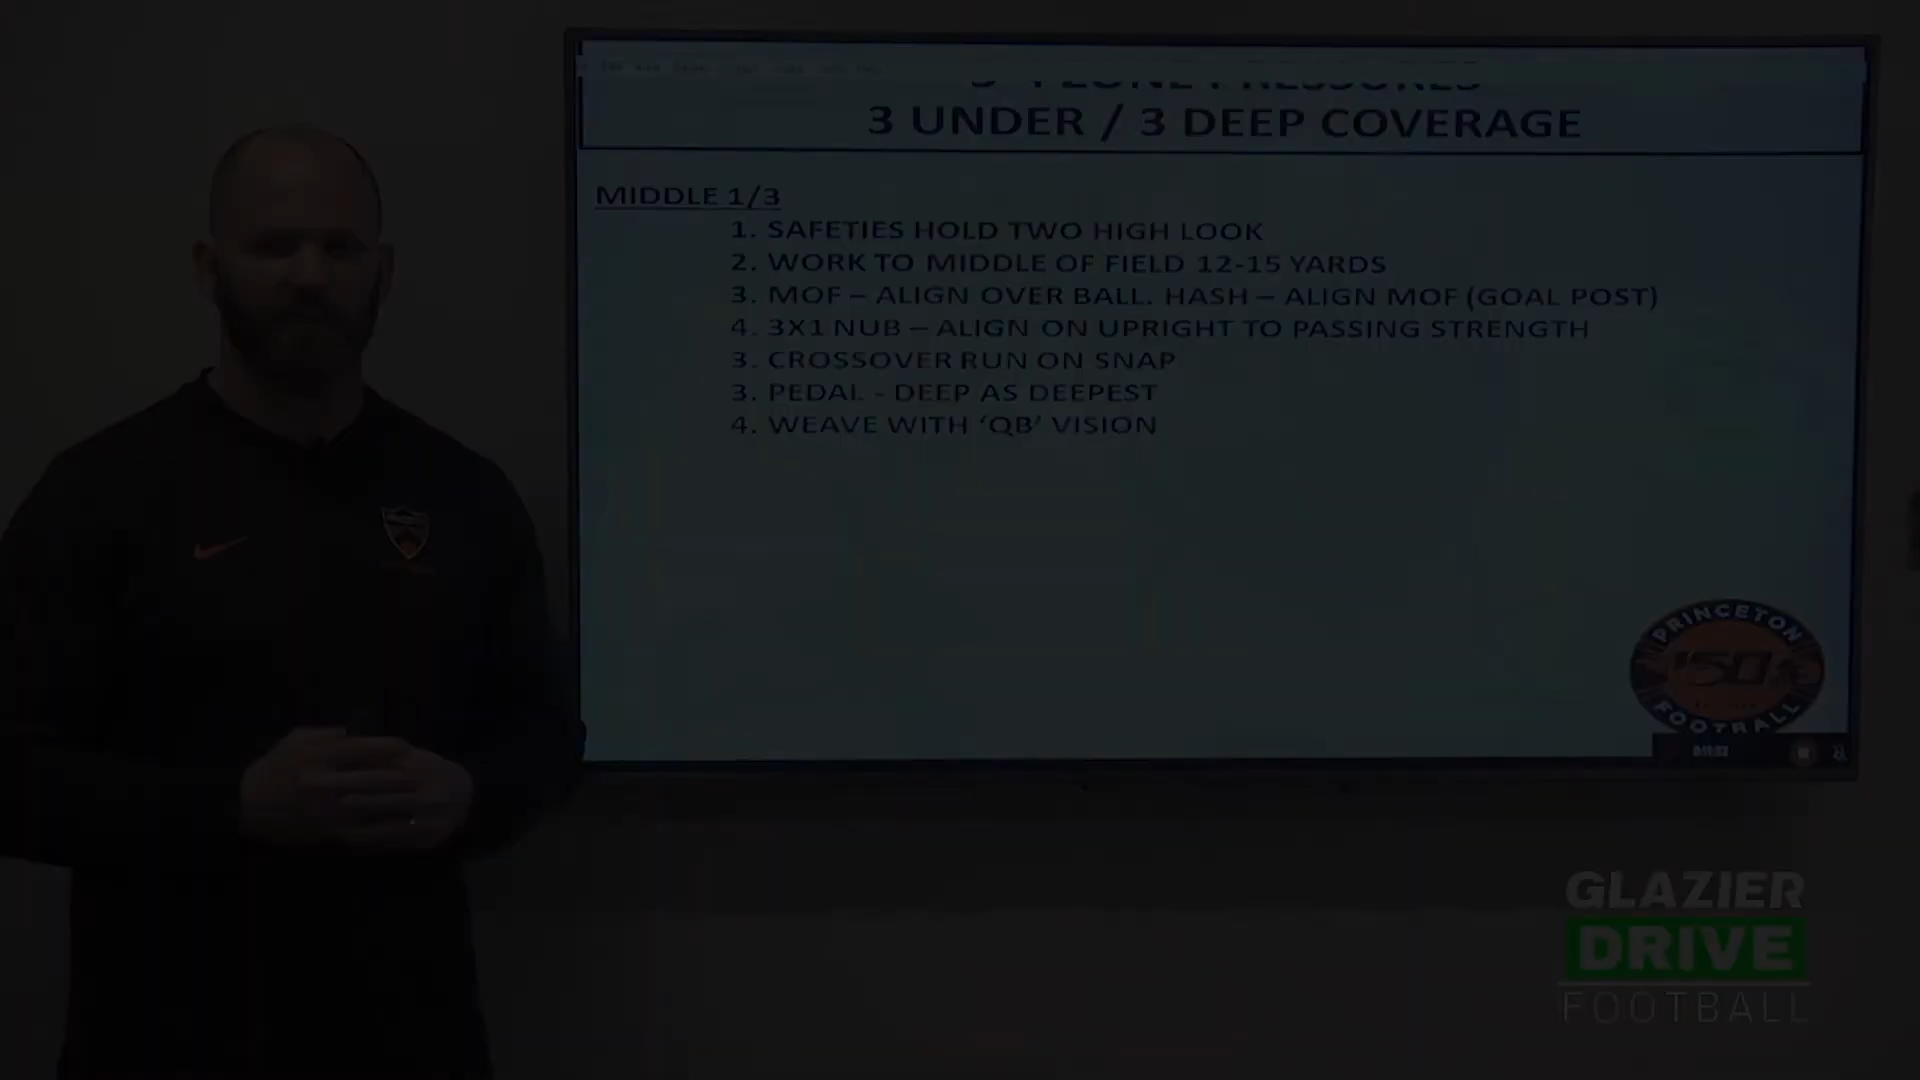 3 UNDER / 3 DEEP COVERAGE
MIDDLE 1/3
1. SAFETIES HOLD TWO HIGH LOOK
2. WORK TO MIDDLE OF FIELD 12-15 YARDS
3. MOF – ALIGN OVER BALL. HASH – ALIGN MOF (GOAL POST)
4. 3X1 NUB – ALIGN ON UPRIGHT TO PASSING STRENGTH
3. CROSSOVER RUN ON SNAP
3. PEDAL - DEEP AS DEEPEST
4. WEAVE WITH ‘QB’ VISION
PRINCETON
150
FOOTBALL
GLAZIER
DRIVE
FOOTBALL